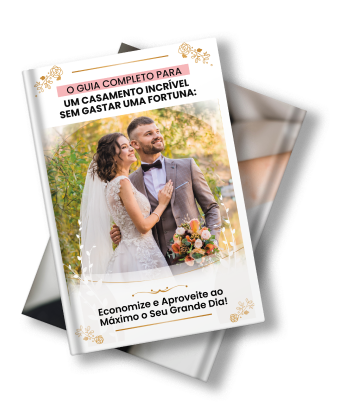 O GUIA COMPLETO PARA
UM CASAMENTO INCRÍVEL
SEM GASTAR UMA FORTUNA:
Economize e Aproveite ao
Máximo o Seu Grande Dia!